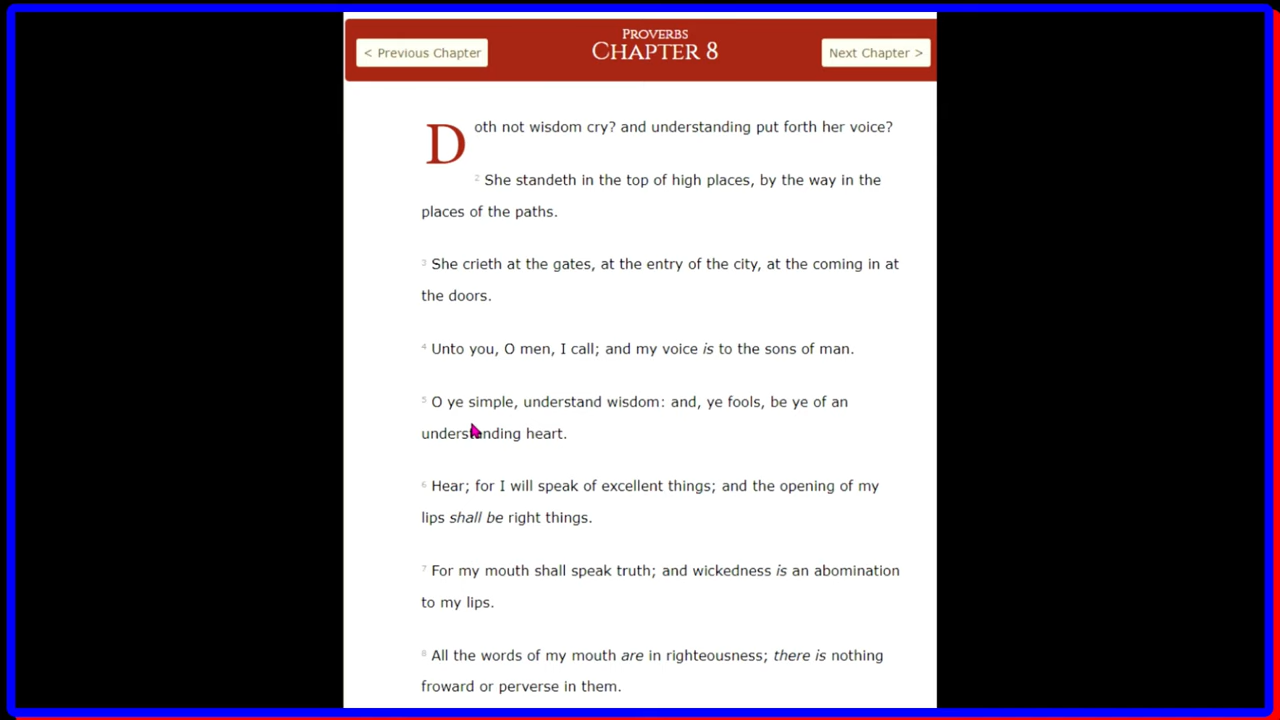 PROVERBS
CHAPTER 8
< Previous Chapter
Next Chapter >
Doth not wisdom cry? and understanding put forth her voice?
2 She standeth in the top of high places, by the way in the
places of the paths.
3 She crieth at the gates, at the entry of the city, at the coming in at
the doors.
4 Unto you, O men, I call; and my voice is to the sons of man.
5 O ye simple, understand wisdom: and, ye fools, be ye of an
understanding heart.
6 Hear; for I will speak of excellent things; and the opening of my
lips shall be right things.
7 For my mouth shall speak truth; and wickedness is an abomination
to my lips.
8 All the words of my mouth are in righteousness; there is nothing
froward or perverse in them.